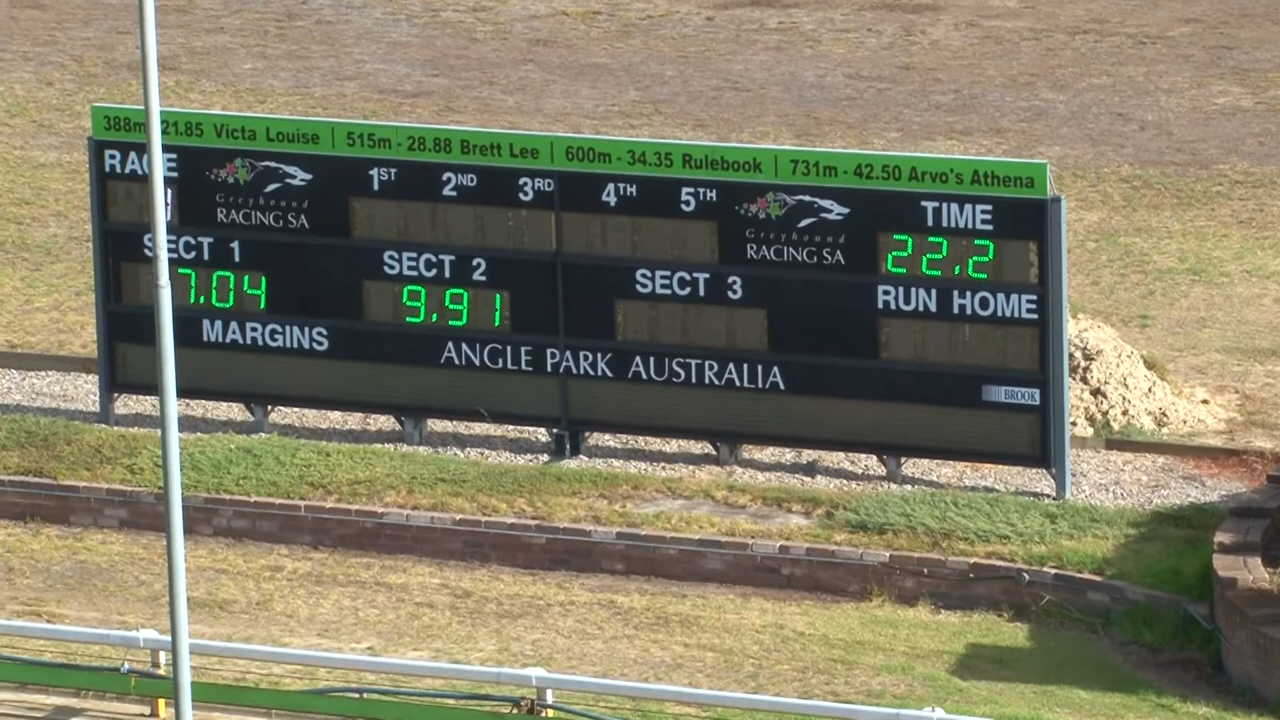 388m 21.85 Victa Louise | 515m - 28.88 Brett Lee | 600m - 34.35 Rulebook | 731m - 42.50 Arvo's Athena
RACE
Greyhound
RACING SA
1ST 2ND 3RD 4TH 5TH
Greyhound
RACING SA
TIME
22.2
SECT 1
7.04
SECT 2
9.91
SECT 3
RUN HOME
MARGINS
ANGLE PARK AUSTRALIA
BROOK